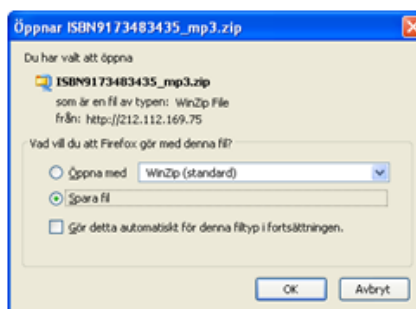 Öppnar ISBN9173483435_mp3.zip
Du har valt att öppna
ISBN9173483435_mp3.zip
som är en fil av typen: WinZip File
från: http://212.112.169.75
Vad vill du att Firefox gör med denna fil?
Öppna med WinZip (standard)
Spara fil
Gör detta automatiskt för denna filtyp i fortsättningen.
OK Avbryt